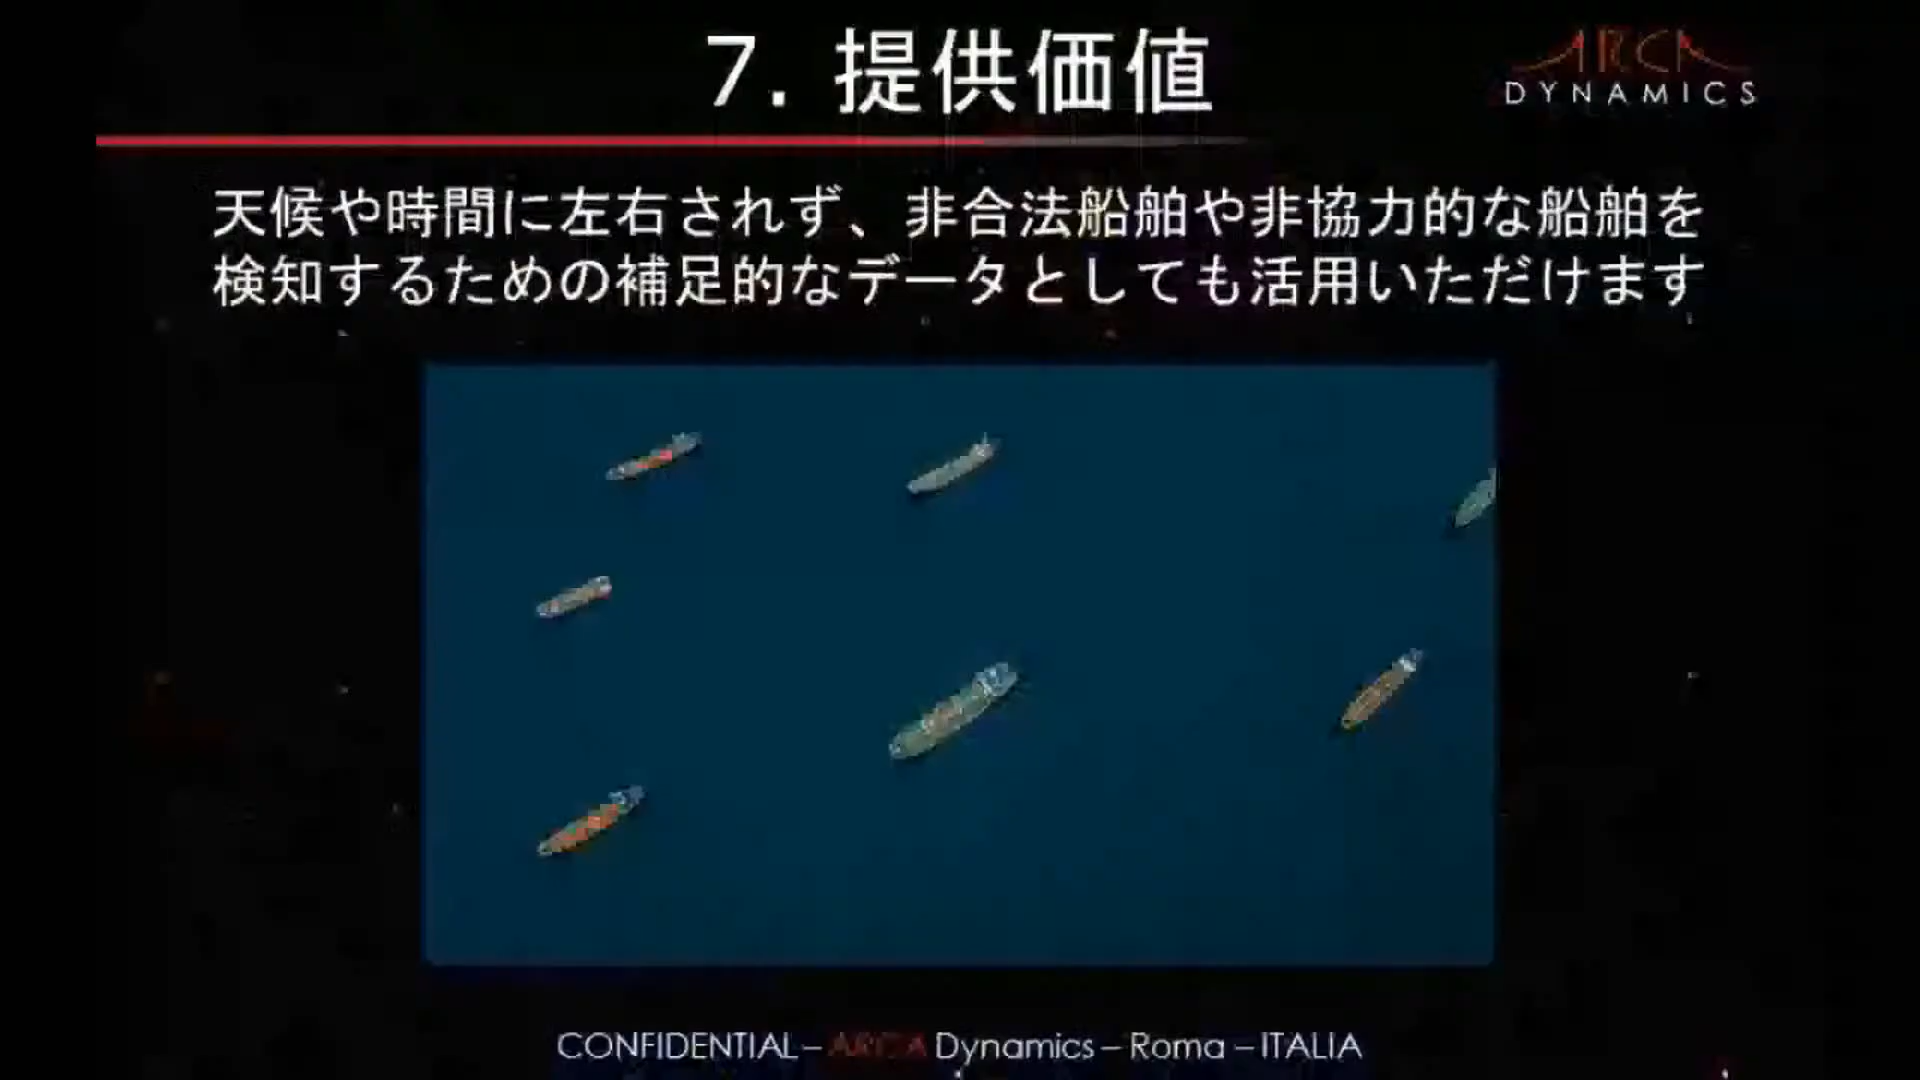 7. 提供価値
ARCA
DYNAMICS
天候や時間に左右されず、非合法船舶や非協力的な船舶を
検知するための補足的なデータとしても活用いただけます
CONFIDENTIAL – ARCA Dynamics – Roma – ITALIA